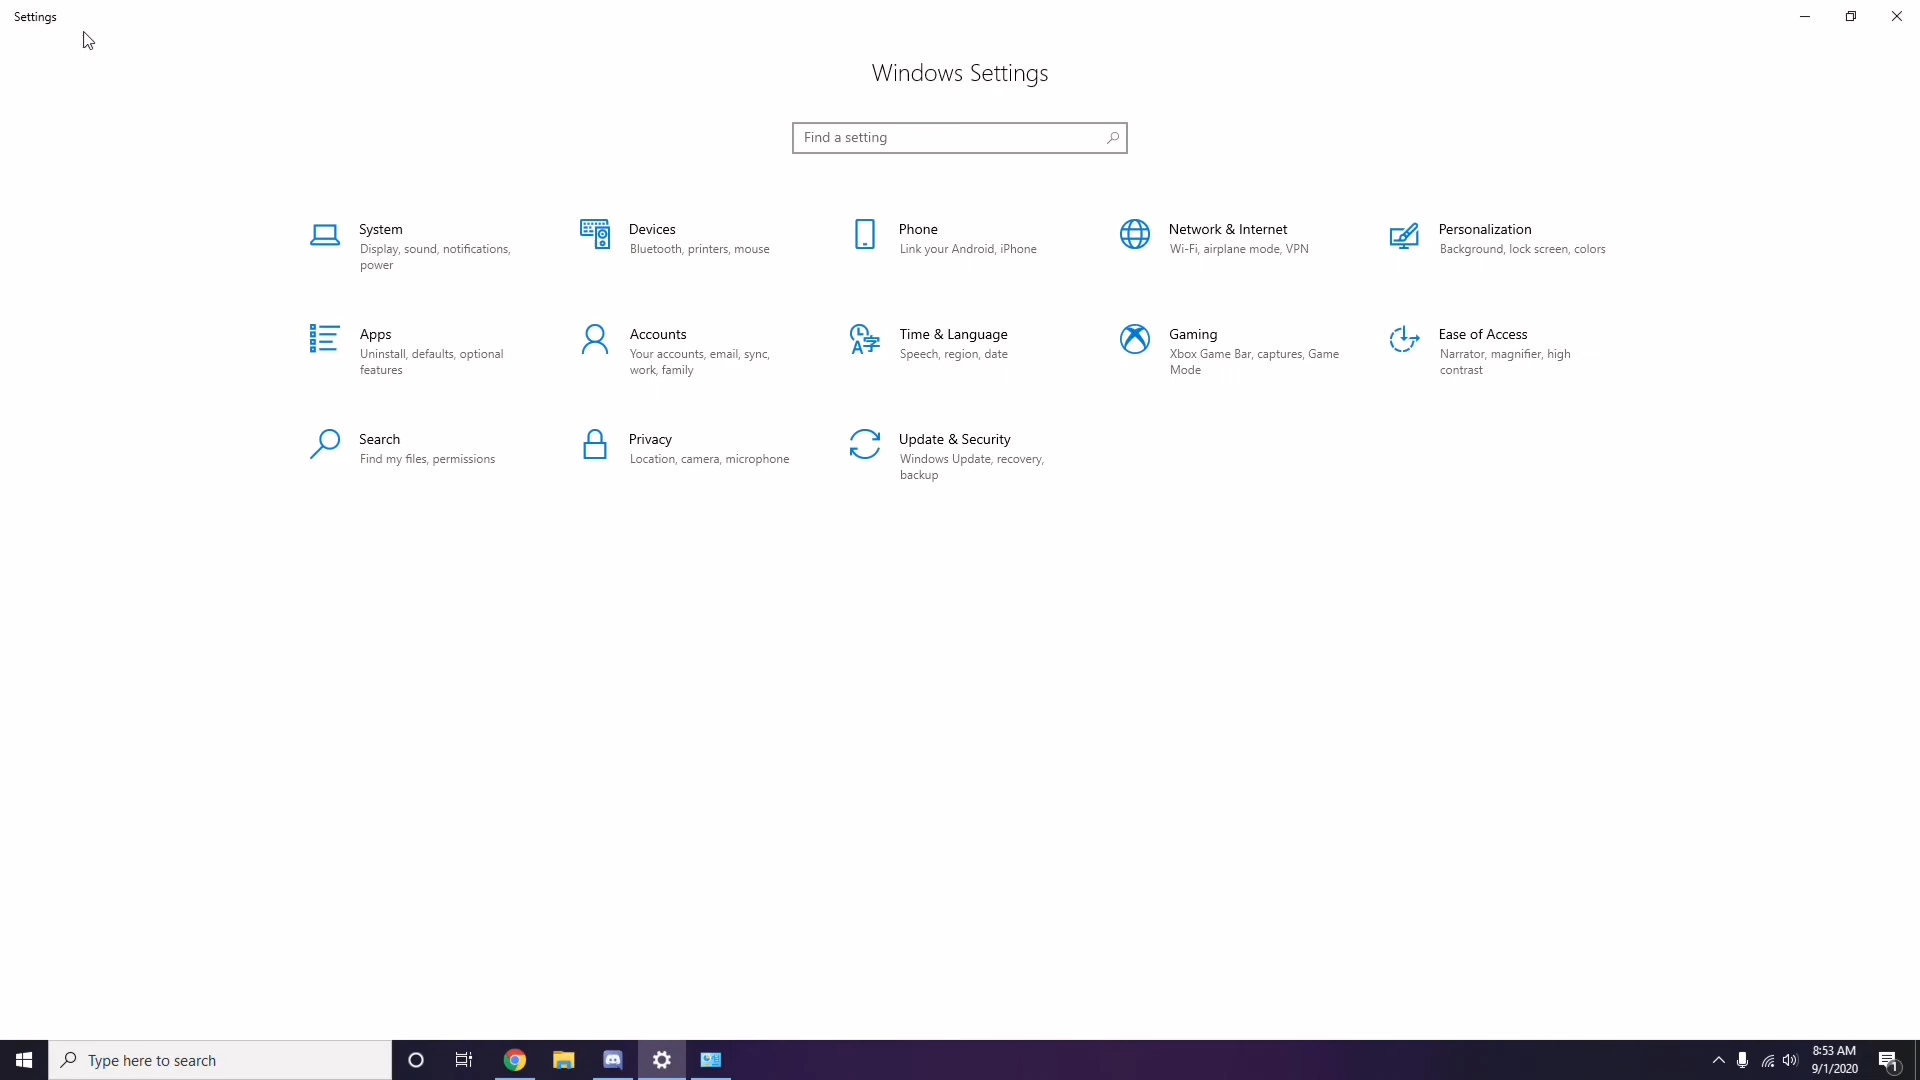 Settings
Windows Settings
Find a setting
System
Display, sound, notifications,
power
Devices
Bluetooth, printers, mouse
Phone
Link your Android, iPhone
Network & Internet
Wi-Fi, airplane mode, VPN
Personalization
Background, lock screen, colors
Apps
Uninstall, defaults, optional
features
Accounts
Your accounts, email, sync,
work, family
Time & Language
Speech, region, date
Gaming
Xbox Game Bar, captures, Game
Mode
Ease of Access
Narrator, magnifier, high
contrast
Search
Find my files, permissions
Privacy
Location, camera, microphone
Update & Security
Windows Update, recovery,
backup
Type here to search
8:53 AM
9/1/2020
1